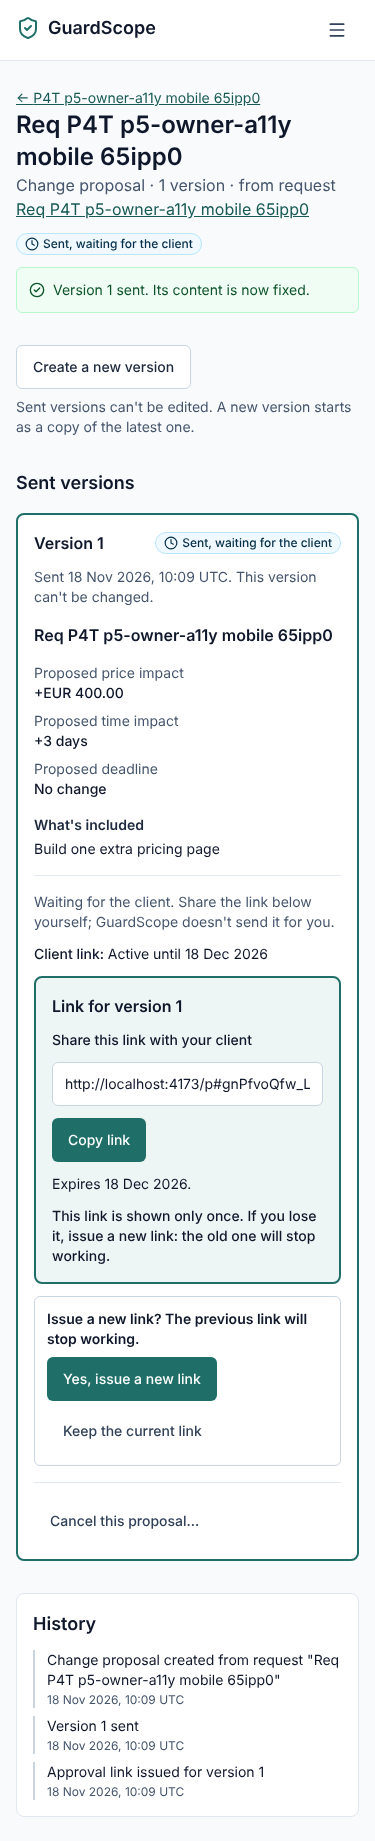 GuardScope
← P4T p5-owner-a11y mobile 65ipp0
Req P4T p5-owner-a11y
mobile 65ipp0
Change proposal · 1 version · from request
Req P4T p5-owner-a11y mobile 65ipp0
Sent, waiting for the client
Version 1 sent. Its content is now fixed.
Create a new version
Sent versions can't be edited. A new version starts
as a copy of the latest one.
Sent versions
Version 1
Sent, waiting for the client
Sent 18 Nov 2026, 10:09 UTC. This version
can't be changed.
Req P4T p5-owner-a11y mobile 65ipp0
Proposed price impact
+EUR 400.00
Proposed time impact
+3 days
Proposed deadline
No change
What's included
Build one extra pricing page
Waiting for the client. Share the link below
yourself; GuardScope doesn't send it for you.
Client link: Active until 18 Dec 2026
Link for version 1
Share this link with your client
http://localhost:4173/p#gnPfvoQfw_L
Copy link
Expires 18 Dec 2026.
This link is shown only once. If you lose
it, issue a new link: the old one will stop
working.
Issue a new link? The previous link will
stop working.
Yes, issue a new link
Keep the current link
Cancel this proposal...
History
Change proposal created from request "Req
P4T p5-owner-a11y mobile 65ipp0"
18 Nov 2026, 10:09 UTC
Version 1 sent
18 Nov 2026, 10:09 UTC
Approval link issued for version 1
18 Nov 2026, 10:09 UTC